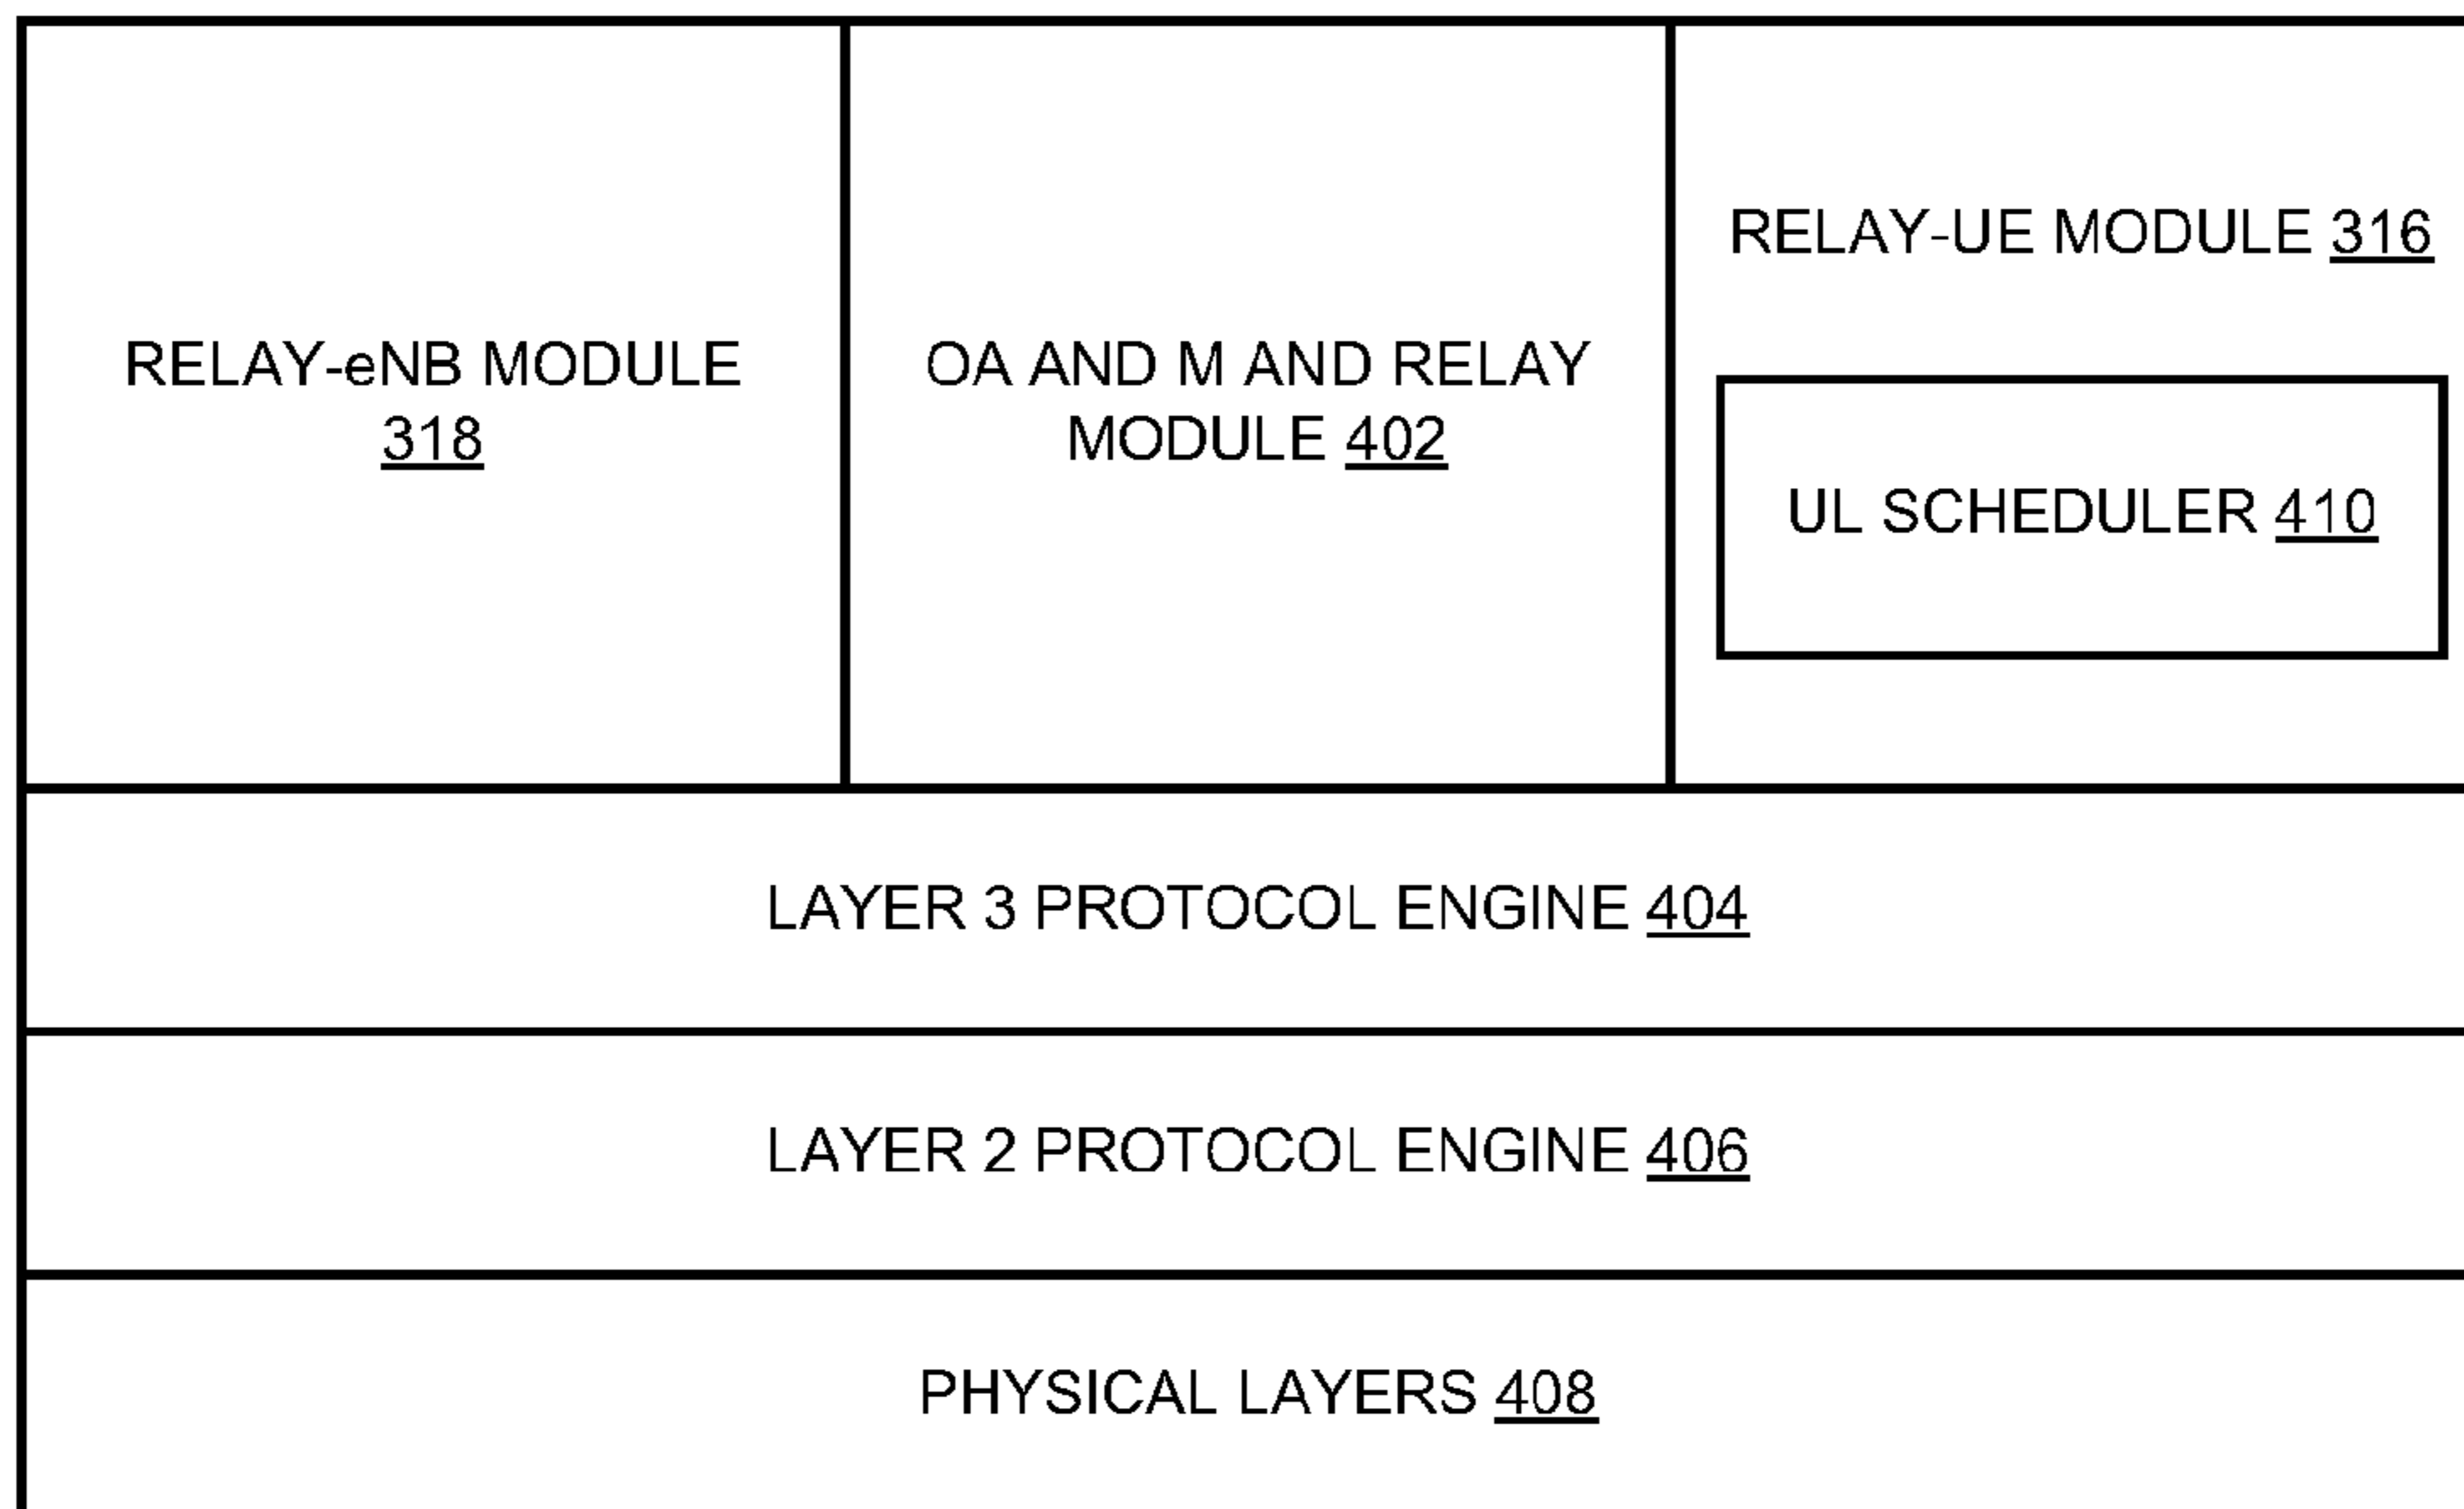 RELAY-eNB MODULE
318
OA AND M AND RELAY
MODULE 402
RELAY-UE MODULE 316
UL SCHEDULER 410
LAYER 3 PROTOCOL ENGINE 404
LAYER 2 PROTOCOL ENGINE 406
PHYSICAL LAYERS 408